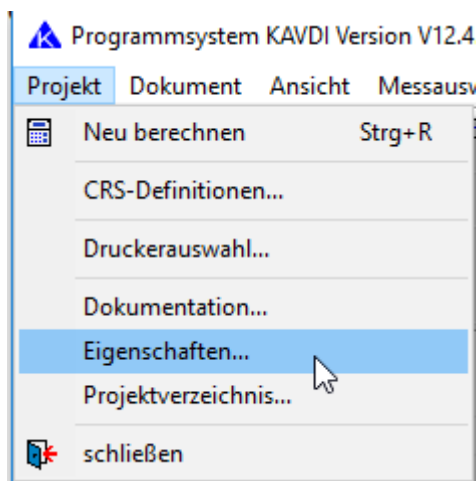 Programmsystem KAVDI Version V12.4
Projekt Dokument Ansicht
Neu berechnen Strg+R
CRS-Definitionen...
Druckerauswahl...
Dokumentation...
Eigenschaften...
Projektverzeichnis...
schließen